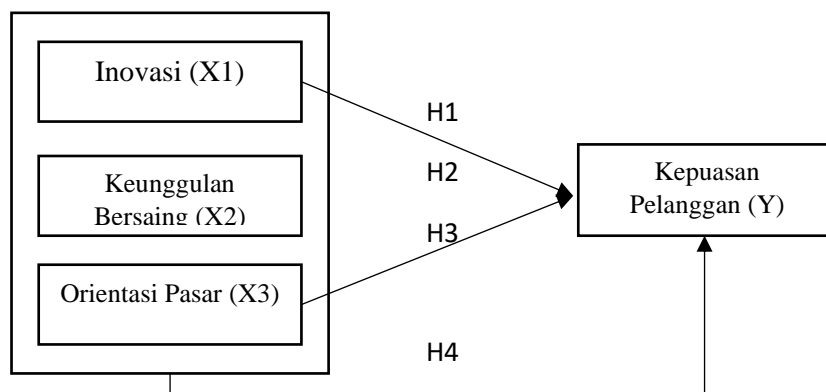 Inovasi (X1)
H1
Keunggulan
Bersaing (X2)
H2
Kepuasan
Pelanggan (Y)
H3
Orientasi Pasar (X3)
H4